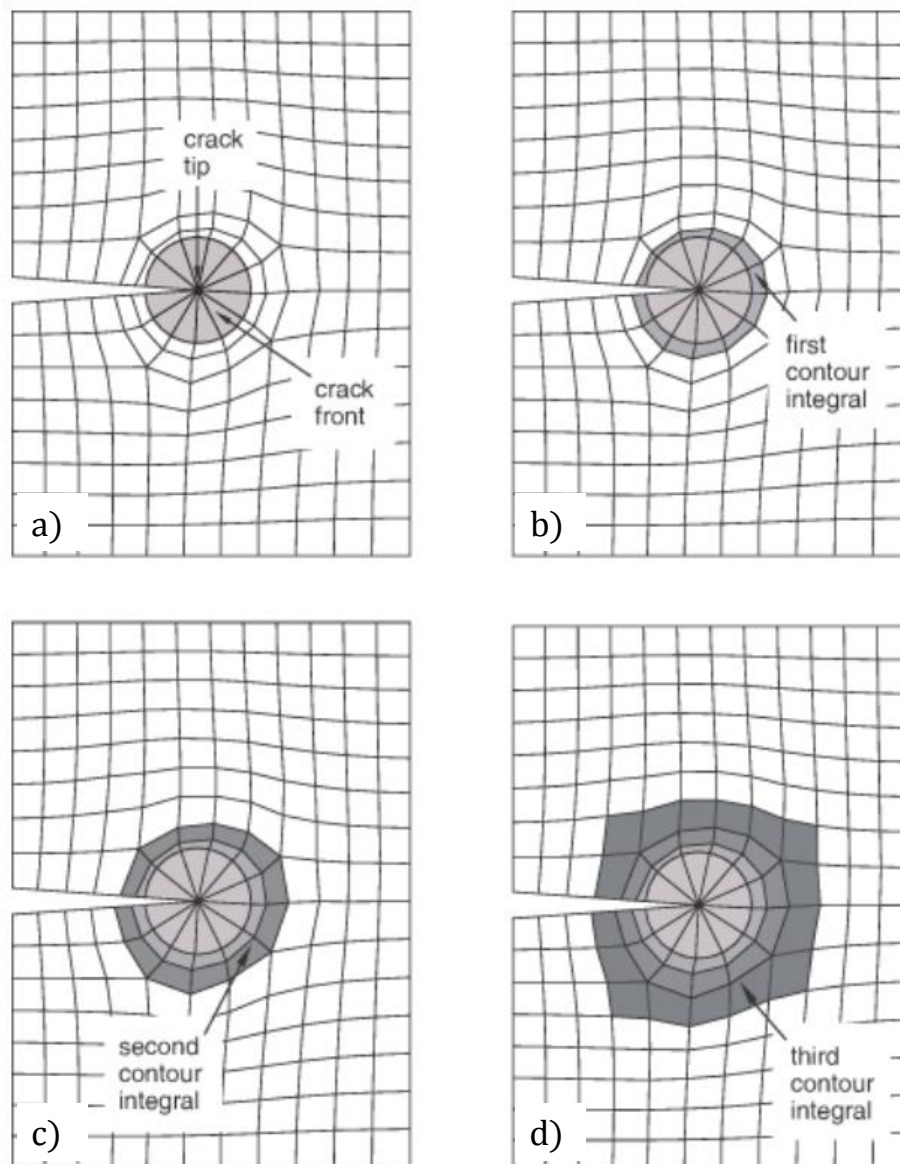 crack
tip
crack
front
a)
first
contour
integral
b)
second
contour
integral
c)
third
contour
integral
d)